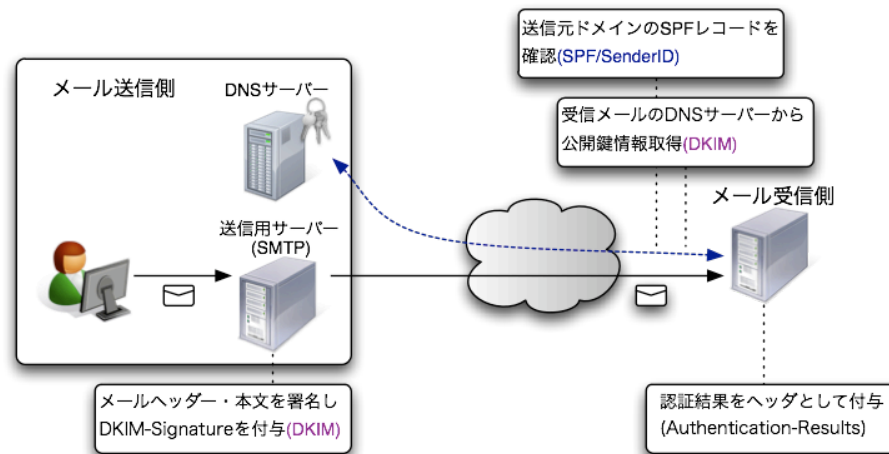 送信元ドメインのSPFレコードを
確認(SPF/SenderID)
メール送信側
DNSサーバー
受信メールのDNSサーバーから
公開鍵情報取得(DKIM)
メール受信側
送信用サーバー
(SMTP)
メールヘッダー・本文を署名し
DKIM-Signatureを付与(DKIM)
認証結果をヘッダとして付与
(Authentication-Results)